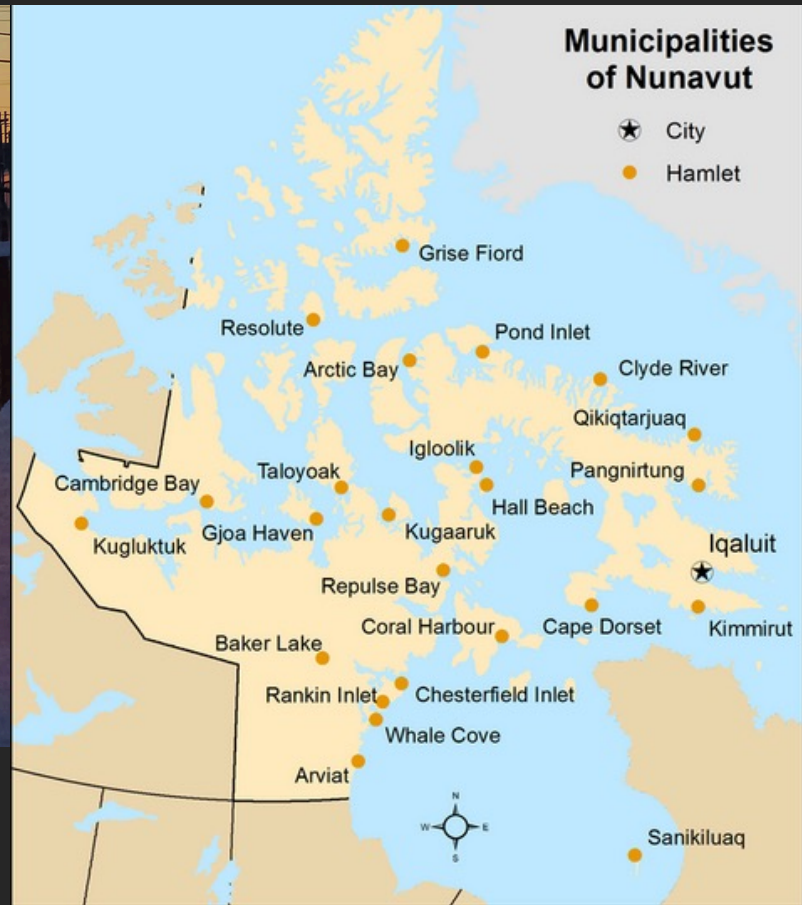 Municipalities
of Nunavut
City
Hamlet
Grise Fiord
Resolute
Pond Inlet
Arctic Bay
Clyde River
Qikiqtarjuaq
Igloolik
Taloyoak
Pangnirtung
Cambridge Bay
Hall Beach
Gjoa Haven
Kugaaruk
Kugluktuk
Iqaluit
Repulse Bay
Coral Harbour
Cape Dorset
Kimmirut
Baker Lake
Rankin Inlet
Chesterfield Inlet
Whale Cove
Arviat
N
W
E
S
Sanikiluaq